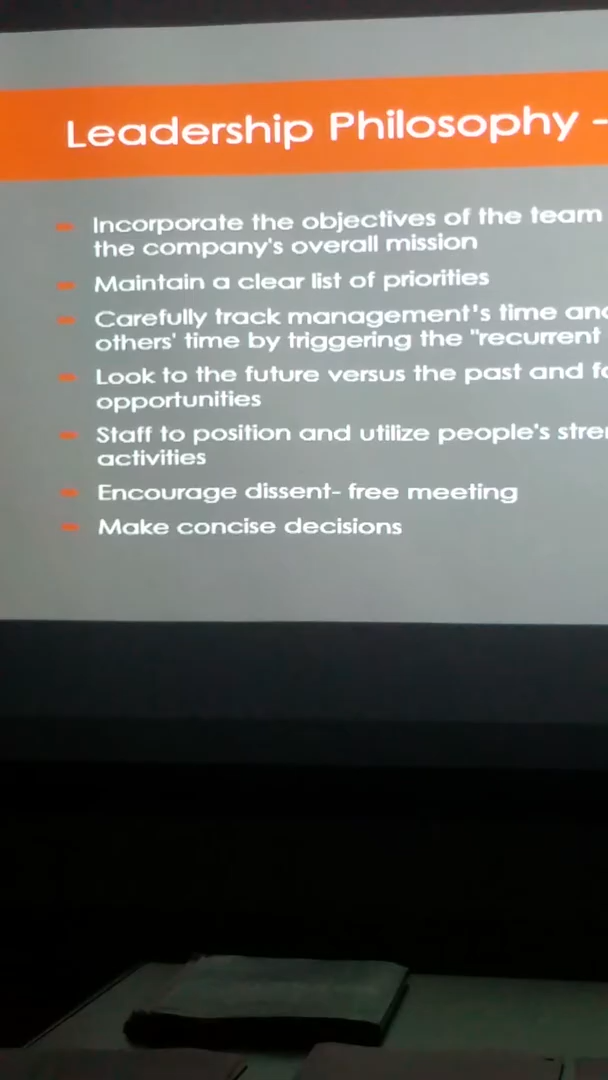 Leadership Philosophy -
Incorporate the objectives of the team
the company's overall mission
Maintain a clear list of priorities
Carefully track management's time and
others' time by triggering the "recurrent
Look to the future versus the past and
opportunities
Staff to position and utilize people's
activities
Encourage dissent- free meeting
Make concise decisions